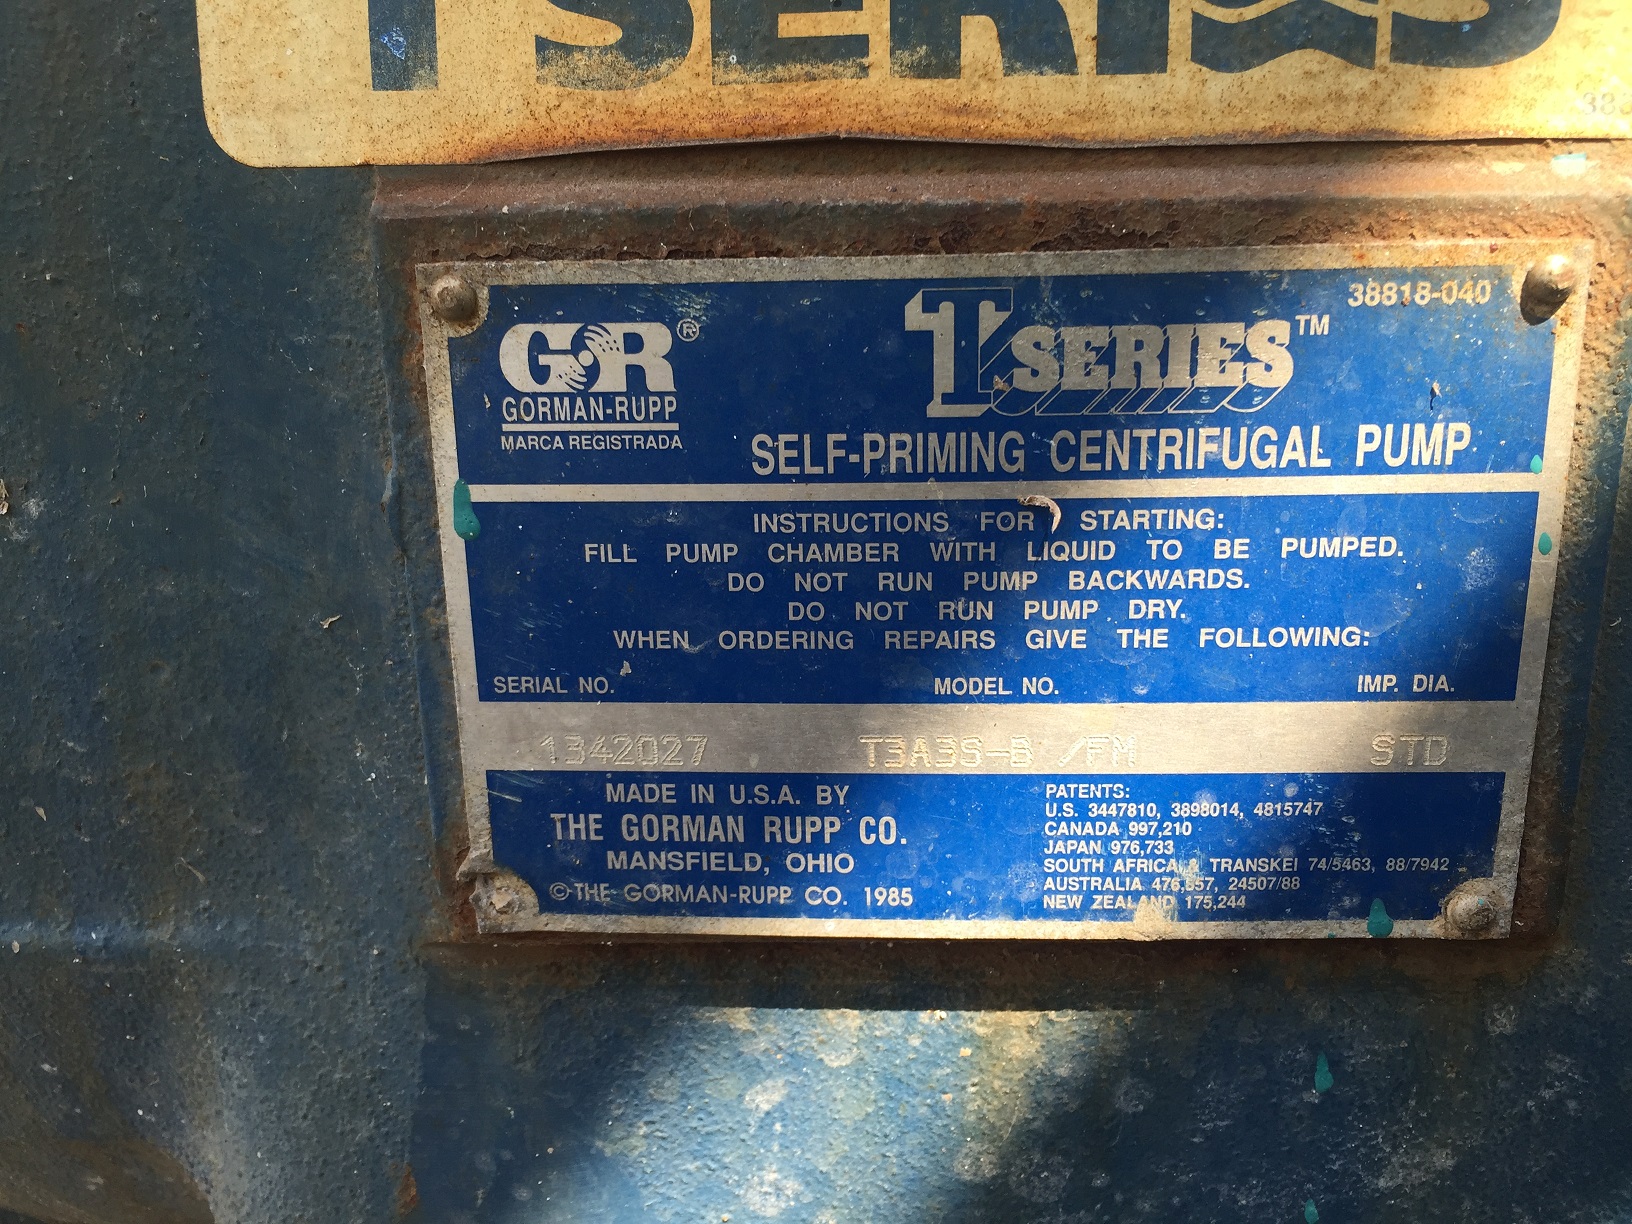 T SERIES
38818-040
G R ®
GORMAN-RUPP
MARCA REGISTRADA
T SERIES™
SELF-PRIMING CENTRIFUGAL PUMP
INSTRUCTIONS FOR STARTING:
FILL PUMP CHAMBER WITH LIQUID TO BE PUMPED.
DO NOT RUN PUMP BACKWARDS.
DO NOT RUN PUMP DRY.
WHEN ORDERING REPAIRS GIVE THE FOLLOWING:
SERIAL NO. MODEL NO. IMP. DIA.
1342027 T3A3S-B /FM STD
MADE IN U.S.A. BY
THE GORMAN RUPP CO.
MANSFIELD, OHIO
©THE GORMAN-RUPP CO. 1985
PATENTS:
U.S. 3447810, 3898014, 4815747
CANADA 997,210
JAPAN 976,733
SOUTH AFRICA & TRANSKEI 74/5463, 88/7942
AUSTRALIA 476,557, 24507/88
NEW ZEALAND 175,244